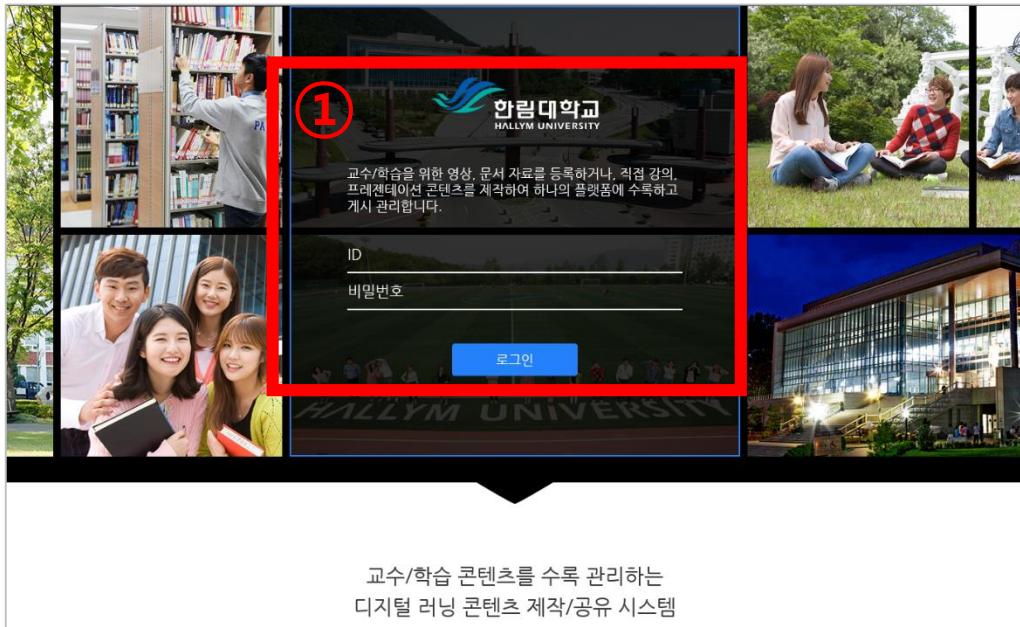 ①
한림대학교
HALLYM UNIVERSITY
교수/학습을 위한 영상, 문서 자료를 등록하거나, 직접 강의,
프레젠테이션 콘텐츠를 제작하여 하나의 플랫폼에 수록하고
게시 관리합니다.
ID
비밀번호
로그인
HALLYM UNIVERSITY
교수/학습 콘텐츠를 수록 관리하는
디지털 러닝 콘텐츠 제작/공유 시스템